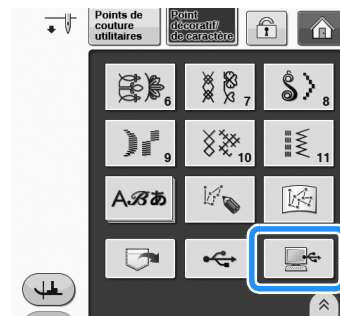 Points de
couture
utilitaires
Point
décoratif/
de caractère
6
7
8
9
10
11
Aℬあ